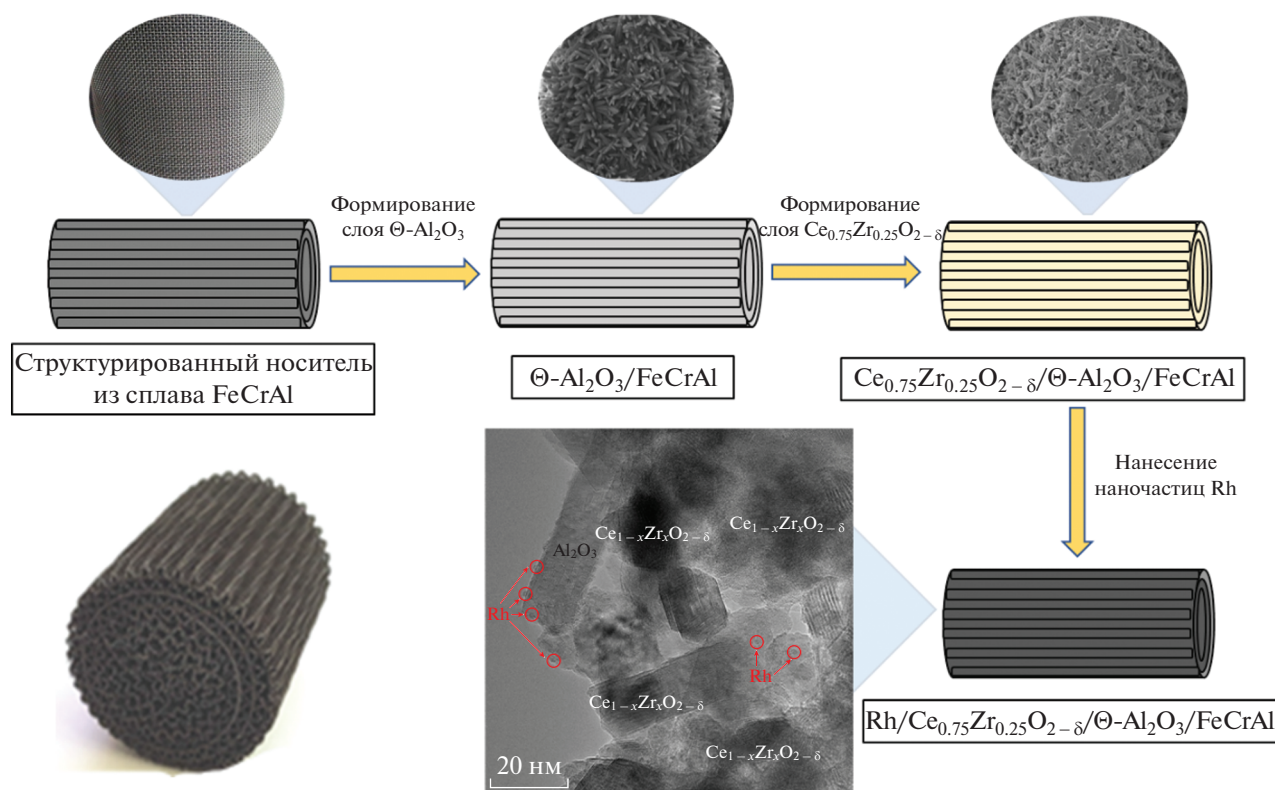 Формирование
слоя Θ-Al₂O₃
Формирование
слоя Ce₀.₇₅Zr₀.₂₅O₂ ₋ δ
Структурированный носитель
из сплава FeCrAl
Θ-Al₂O₃/FeCrAl
Ce₀.₇₅Zr₀.₂₅O₂ ₋ δ/Θ-Al₂O₃/FeCrAl
Нанесение
наночастиц Rh
Ce₁ ₋ ₓZrₓO₂ ₋ δ
Ce₁ ₋ ₓZrₓO₂ ₋ δ
Al₂O₃
Rh
Rh
Ce₁ ₋ ₓZrₓO₂ ₋ δ
Ce₁ ₋ ₓZrₓO₂ ₋ δ
20 нм
Rh/Ce₀.₇₅Zr₀.₂₅O₂ ₋ δ/Θ-Al₂O₃/FeCrAl